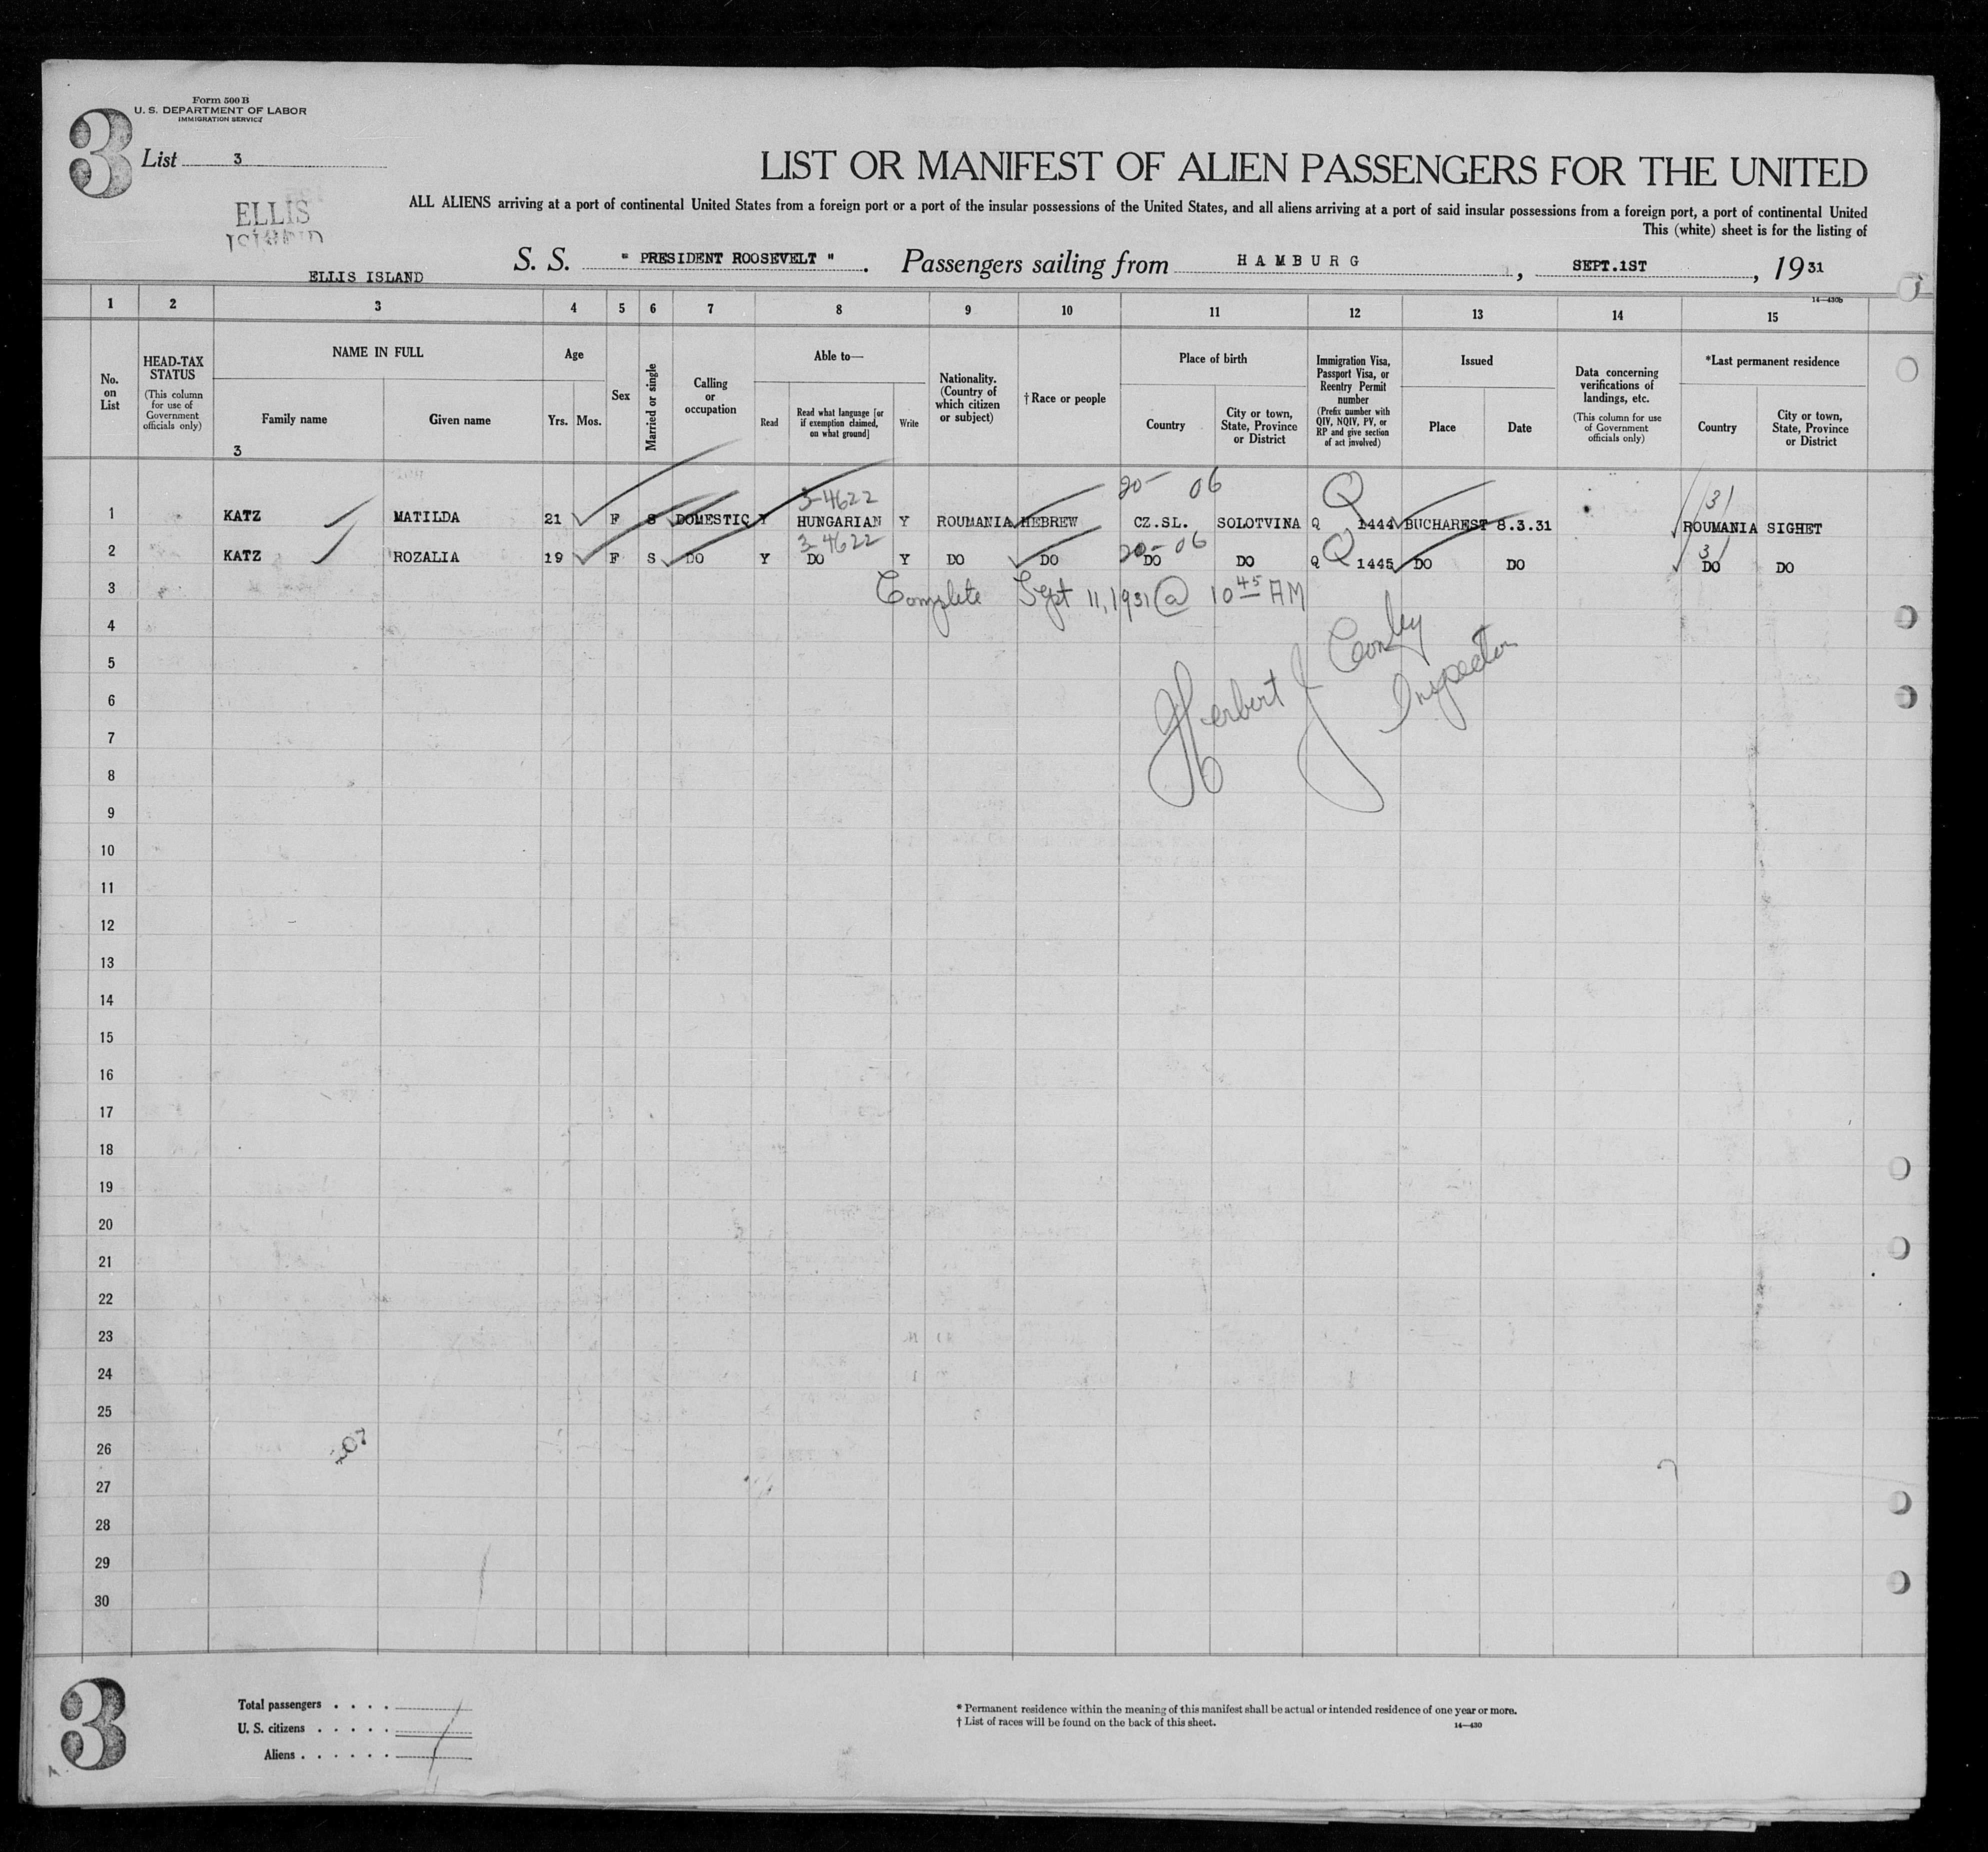 3
Form 500 B
U. S. DEPARTMENT OF LABOR
IMMIGRATION SERVICE
List 3
ELLIS
ISLAND
LIST OR MANIFEST OF ALIEN PASSENGERS FOR THE UNITED
ALL ALIENS arriving at a port of continental United States from a foreign port or a port of the insular possessions of the United States, and all aliens arriving at a port of said insular possessions from a foreign port, a port of continental United
This (white) sheet is for the listing of
ELLIS ISLAND
S. S. " PRESIDENT ROOSEVELT " . Passengers sailing from HAMBURG , SEPT.1ST , 1931
14—430b
1 2 3 4 5 6 7 8 9 10 11 12 13 14 15
No. on List
HEAD-TAX STATUS
(This column for use of Government officials only)
NAME IN FULL
Family name
Given name
3
Age
Yrs. Mos.
Sex
Married or single
Calling or occupation
Able to—
Read
Read what language [or if exemption claimed, on what ground]
Write
Nationality. (Country of which citizen or subject)
† Race or people
Place of birth
Country
City or town, State, Province or District
Immigration Visa, Passport Visa, or Reentry Permit number
(Prefix number with QIV, NQIV, PV, or RP and give section of act involved)
Issued
Place
Date
Data concerning verifications of landings, etc.
(This column for use of Government officials only)
*Last permanent residence
Country
City or town, State, Province or District
3-4622 20- 06 Q 31
1 KATZ MATILDA 21 F S DOMESTIC Y HUNGARIAN Y ROUMANIA HEBREW CZ.SL. SOLOTVINA Q 1444 BUCHAREST 8.3.31 ROUMANIA SIGHET
3-4622 20- 06 Q 31
2 KATZ ROZALIA 19 F S DO Y DO Y DO DO DO DO Q 1445 DO DO DO DO
3 Complete Sept 11, 1931 @ 10 45 AM
4
5 Herbert J Conley
6 Inspector
7
8
9
10
11
12
13
14
15
16
17
18
19
20
21
22
23
24
25
26
27
28
29
30
3
Total passengers . . . .
U. S. citizens . . . . .
Aliens . . . . . .
* Permanent residence within the meaning of this manifest shall be actual or intended residence of one year or more.
† List of races will be found on the back of this sheet.
14—430